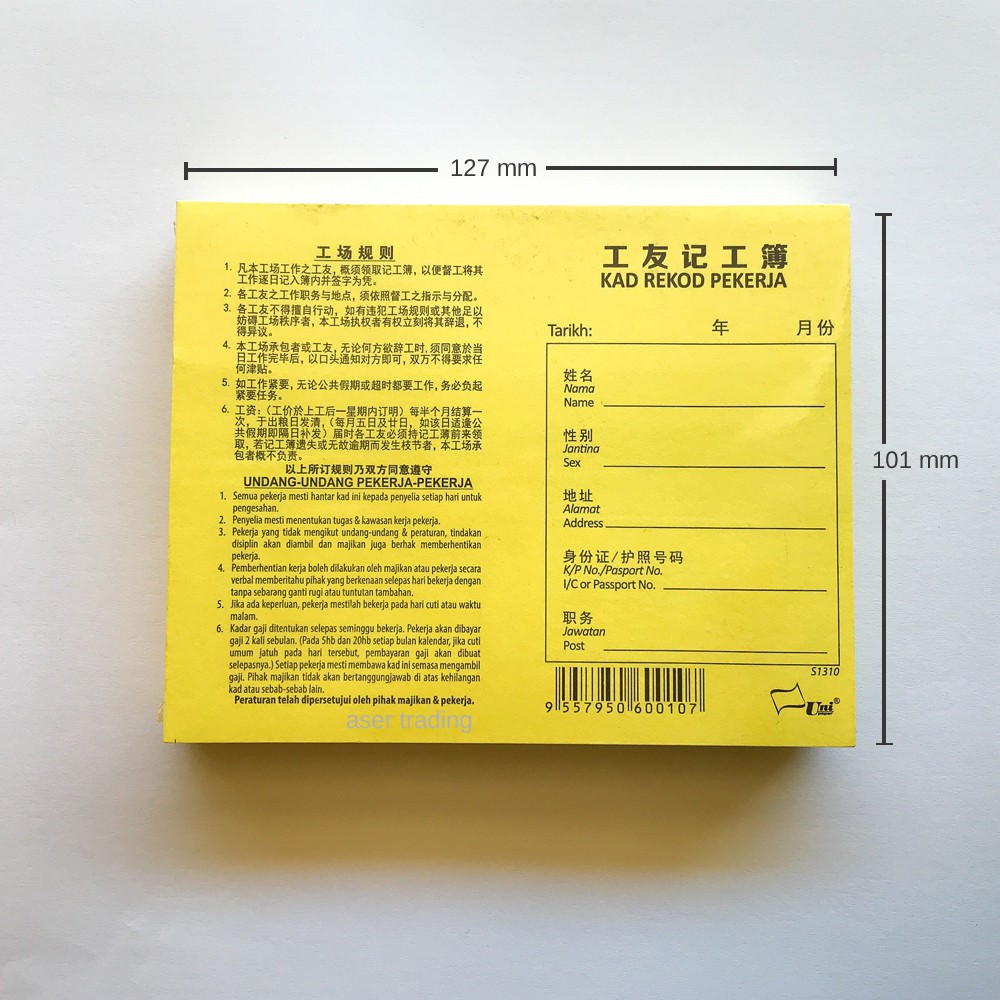 127 mm
101 mm
工场规则
1. 凡本工场工作之工友，概须领取记工簿，以便督工将其
工作逐日记入簿内并签字为凭。
2. 各工友之工作职务与地点，须依照督工之指示与分配。
3. 各工友不得擅自行动，如有违犯工场规则或其他足以
妨碍工场秩序者，本工场执权者有权立刻将其辞退，不
得异议。
4. 本工场承包者或工友，无论何方欲辞工时，须同意於当
日工作完毕后，以口头通知对方即可，双万不得要求任
何津贴。
5. 如工作紧要，无论公共假期或超时都要工作，务必负起
紧要任务。
6. 工资：（工价於上工后一星期内订明）每半个月结算一
次，于出粮日发清，（每月五日及廿日，如该日适逢公
共假期即隔日补发）届时各工友必须持记工薄前来领
取，若记工簿遗失或无故逾期而发生枝节者，本工场承
包者概不负责。
以上所订规则乃双方同意遵守
UNDANG-UNDANG PEKERJA-PEKERJA
1. Semua pekerja mesti hantar kad ini kepada penyelia setiap hari untuk
pengesahan.
2. Penyelia mesti menentukan tugas & kawasan kerja pekerja.
3. Pekerja yang tidak mengikut undang-undang & peraturan, tindakan
disiplin akan diambil dan majikan juga berhak memberhentikan
pekerja.
4. Pemberhentian kerja boleh dilakukan oleh majikan atau pekerja secara
verbal memberitahu pihak yang berkenaan selepas hari bekerja dengan
tanpa sebarang ganti rugi atau tuntutan tambahan.
5. Jika ada keperluan, pekerja mestilah bekerja pada hari cuti atau waktu
malam.
6. Kadar gaji ditentukan selepas seminggu bekerja. Pekerja akan dibayar
gaji 2 kali sebulan. (Pada 5hb dan 20hb setiap bulan kalendar, jika cuti
umum jatuh pada hari tersebut, pembayaran gaji akan dibuat
selepasnya.) Setiap pekerja mesti membawa kad ini semasa mengambil
gaji. Pihak majikan tidak akan bertanggungjawab di atas kehilangan
kad atau sebab-sebab lain.
Peraturan telah dipersetujui oleh pihak majikan & pekerja.
aser trading
工友记工簿
KAD REKOD PEKERJA
Tarikh: 年 月份
姓名
Nama
Name
性别
Jantina
Sex
地址
Alamat
Address
身份证/护照号码
K/P No./Pasport No.
I/C or Passport No.
职务
Jawatan
Post
S1310
9 557950 600107
Uni®
paper